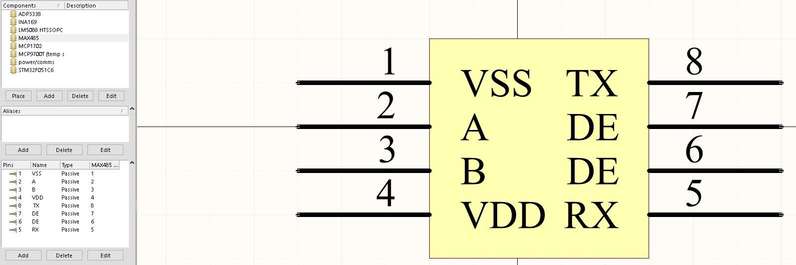 Components / Description
ADP5338
INA169
LM5088 HTSSOPC
MAX485
MCP1702
MCP9700T (temp s
power/comms
STM32F051C6
Place Add Delete Edit
Aliases /
Add Delete Edit
Pins Name Type MAX485 ...
1 VSS Passive 1
2 A Passive 2
3 B Passive 3
4 VDD Passive 4
8 TX Passive 8
7 DE Passive 7
6 DE Passive 6
5 RX Passive 5
Add Delete Edit
1 VSS TX 8
2 A DE 7
3 B DE 6
4 VDD RX 5